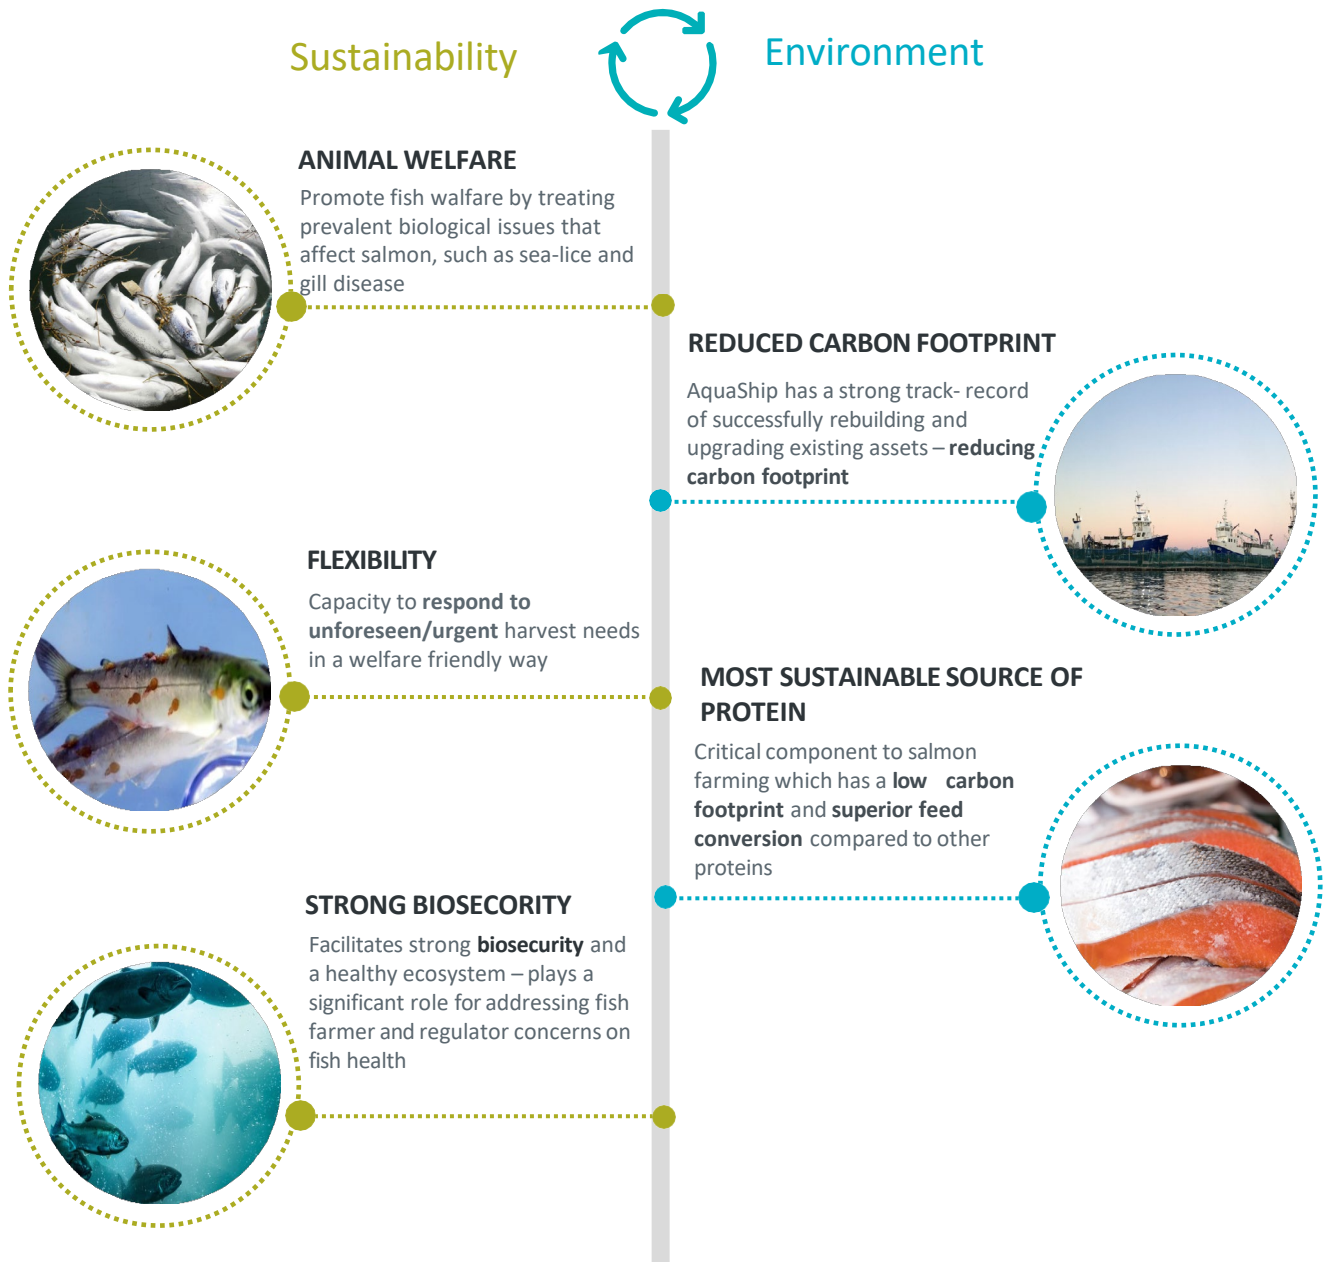 Sustainability
Environment
ANIMAL WELFARE
Promote fish walfare by treating
prevalent biological issues that
affect salmon, such as sea-lice and
gill disease
REDUCED CARBON FOOTPRINT
AquaShip has a strong track- record
of successfully rebuilding and
upgrading existing assets – reducing
carbon footprint
FLEXIBILITY
Capacity to respond to
unforeseen/urgent harvest needs
in a welfare friendly way
MOST SUSTAINABLE SOURCE OF
PROTEIN
Critical component to salmon
farming which has a low carbon
footprint and superior feed
conversion compared to other
proteins
STRONG BIOSECORITY
Facilitates strong biosecurity and
a healthy ecosystem – plays a
significant role for addressing fish
farmer and regulator concerns on
fish health